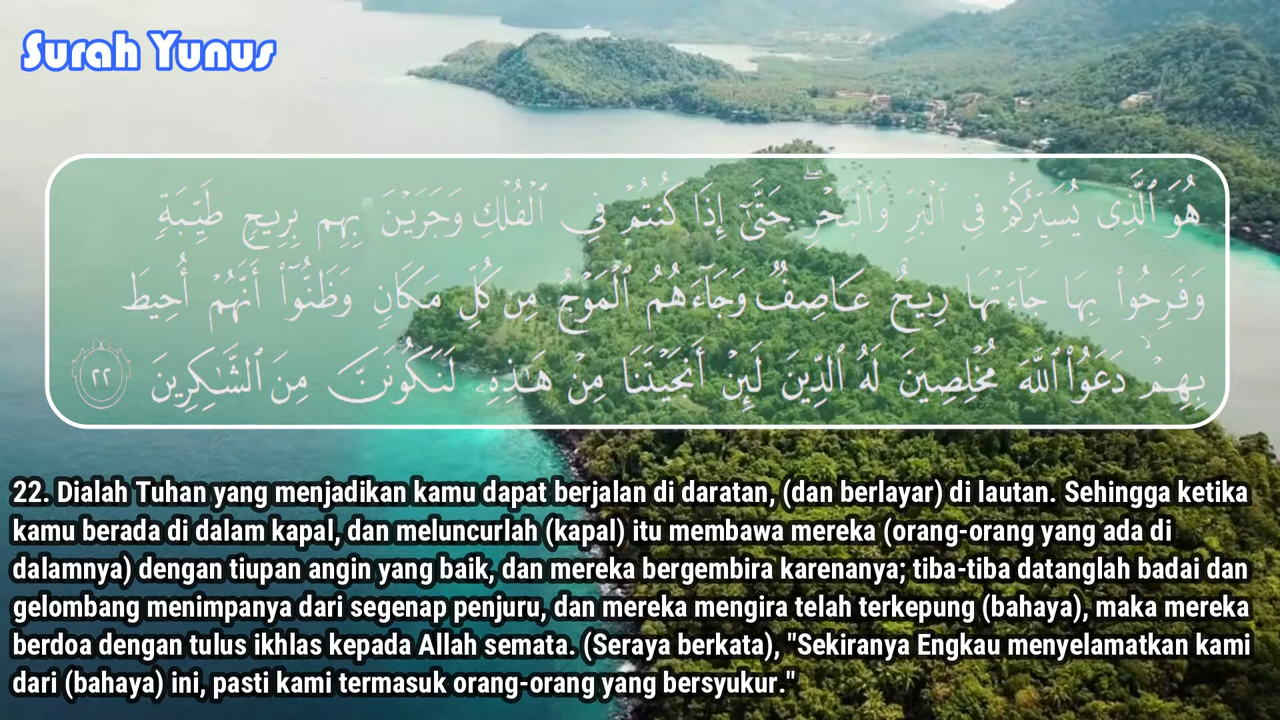 Surah Yunus
هُوَ ٱلَّذِى يُسَيِّرُكُمْ فِى ٱلْبَرِّ وَٱلْبَحْرِ ۖ حَتَّىٰٓ إِذَا كُنتُمْ فِى ٱلْفُلْكِ وَجَرَيْنَ بِهِم بِرِيحٍ طَيِّبَةٍ
وَفَرِحُوا۟ بِهَا جَآءَتْهَا رِيحٌ عَاصِفٌ وَجَآءَهُمُ ٱلْمَوْجُ مِن كُلِّ مَكَانٍ وَظَنُّوٓا۟ أَنَّهُمْ أُحِيطَ
بِهِمْ ۙ دَعَوُا۟ ٱللَّهَ مُخْلِصِينَ لَهُ ٱلدِّينَ لَئِنْ أَنجَيْتَنَا مِنْ هَـٰذِهِۦ لَنَكُونَنَّ مِنَ ٱلشَّـٰكِرِينَ ٢٢
22. Dialah Tuhan yang menjadikan kamu dapat berjalan di daratan, (dan berlayar) di lautan. Sehingga ketika
kamu berada di dalam kapal, dan meluncurlah (kapal) itu membawa mereka (orang-orang yang ada di
dalamnya) dengan tiupan angin yang baik, dan mereka bergembira karenanya; tiba-tiba datanglah badai dan
gelombang menimpanya dari segenap penjuru, dan mereka mengira telah terkepung (bahaya), maka mereka
berdoa dengan tulus ikhlas kepada Allah semata. (Seraya berkata), "Sekiranya Engkau menyelamatkan kami
dari (bahaya) ini, pasti kami termasuk orang-orang yang bersyukur."